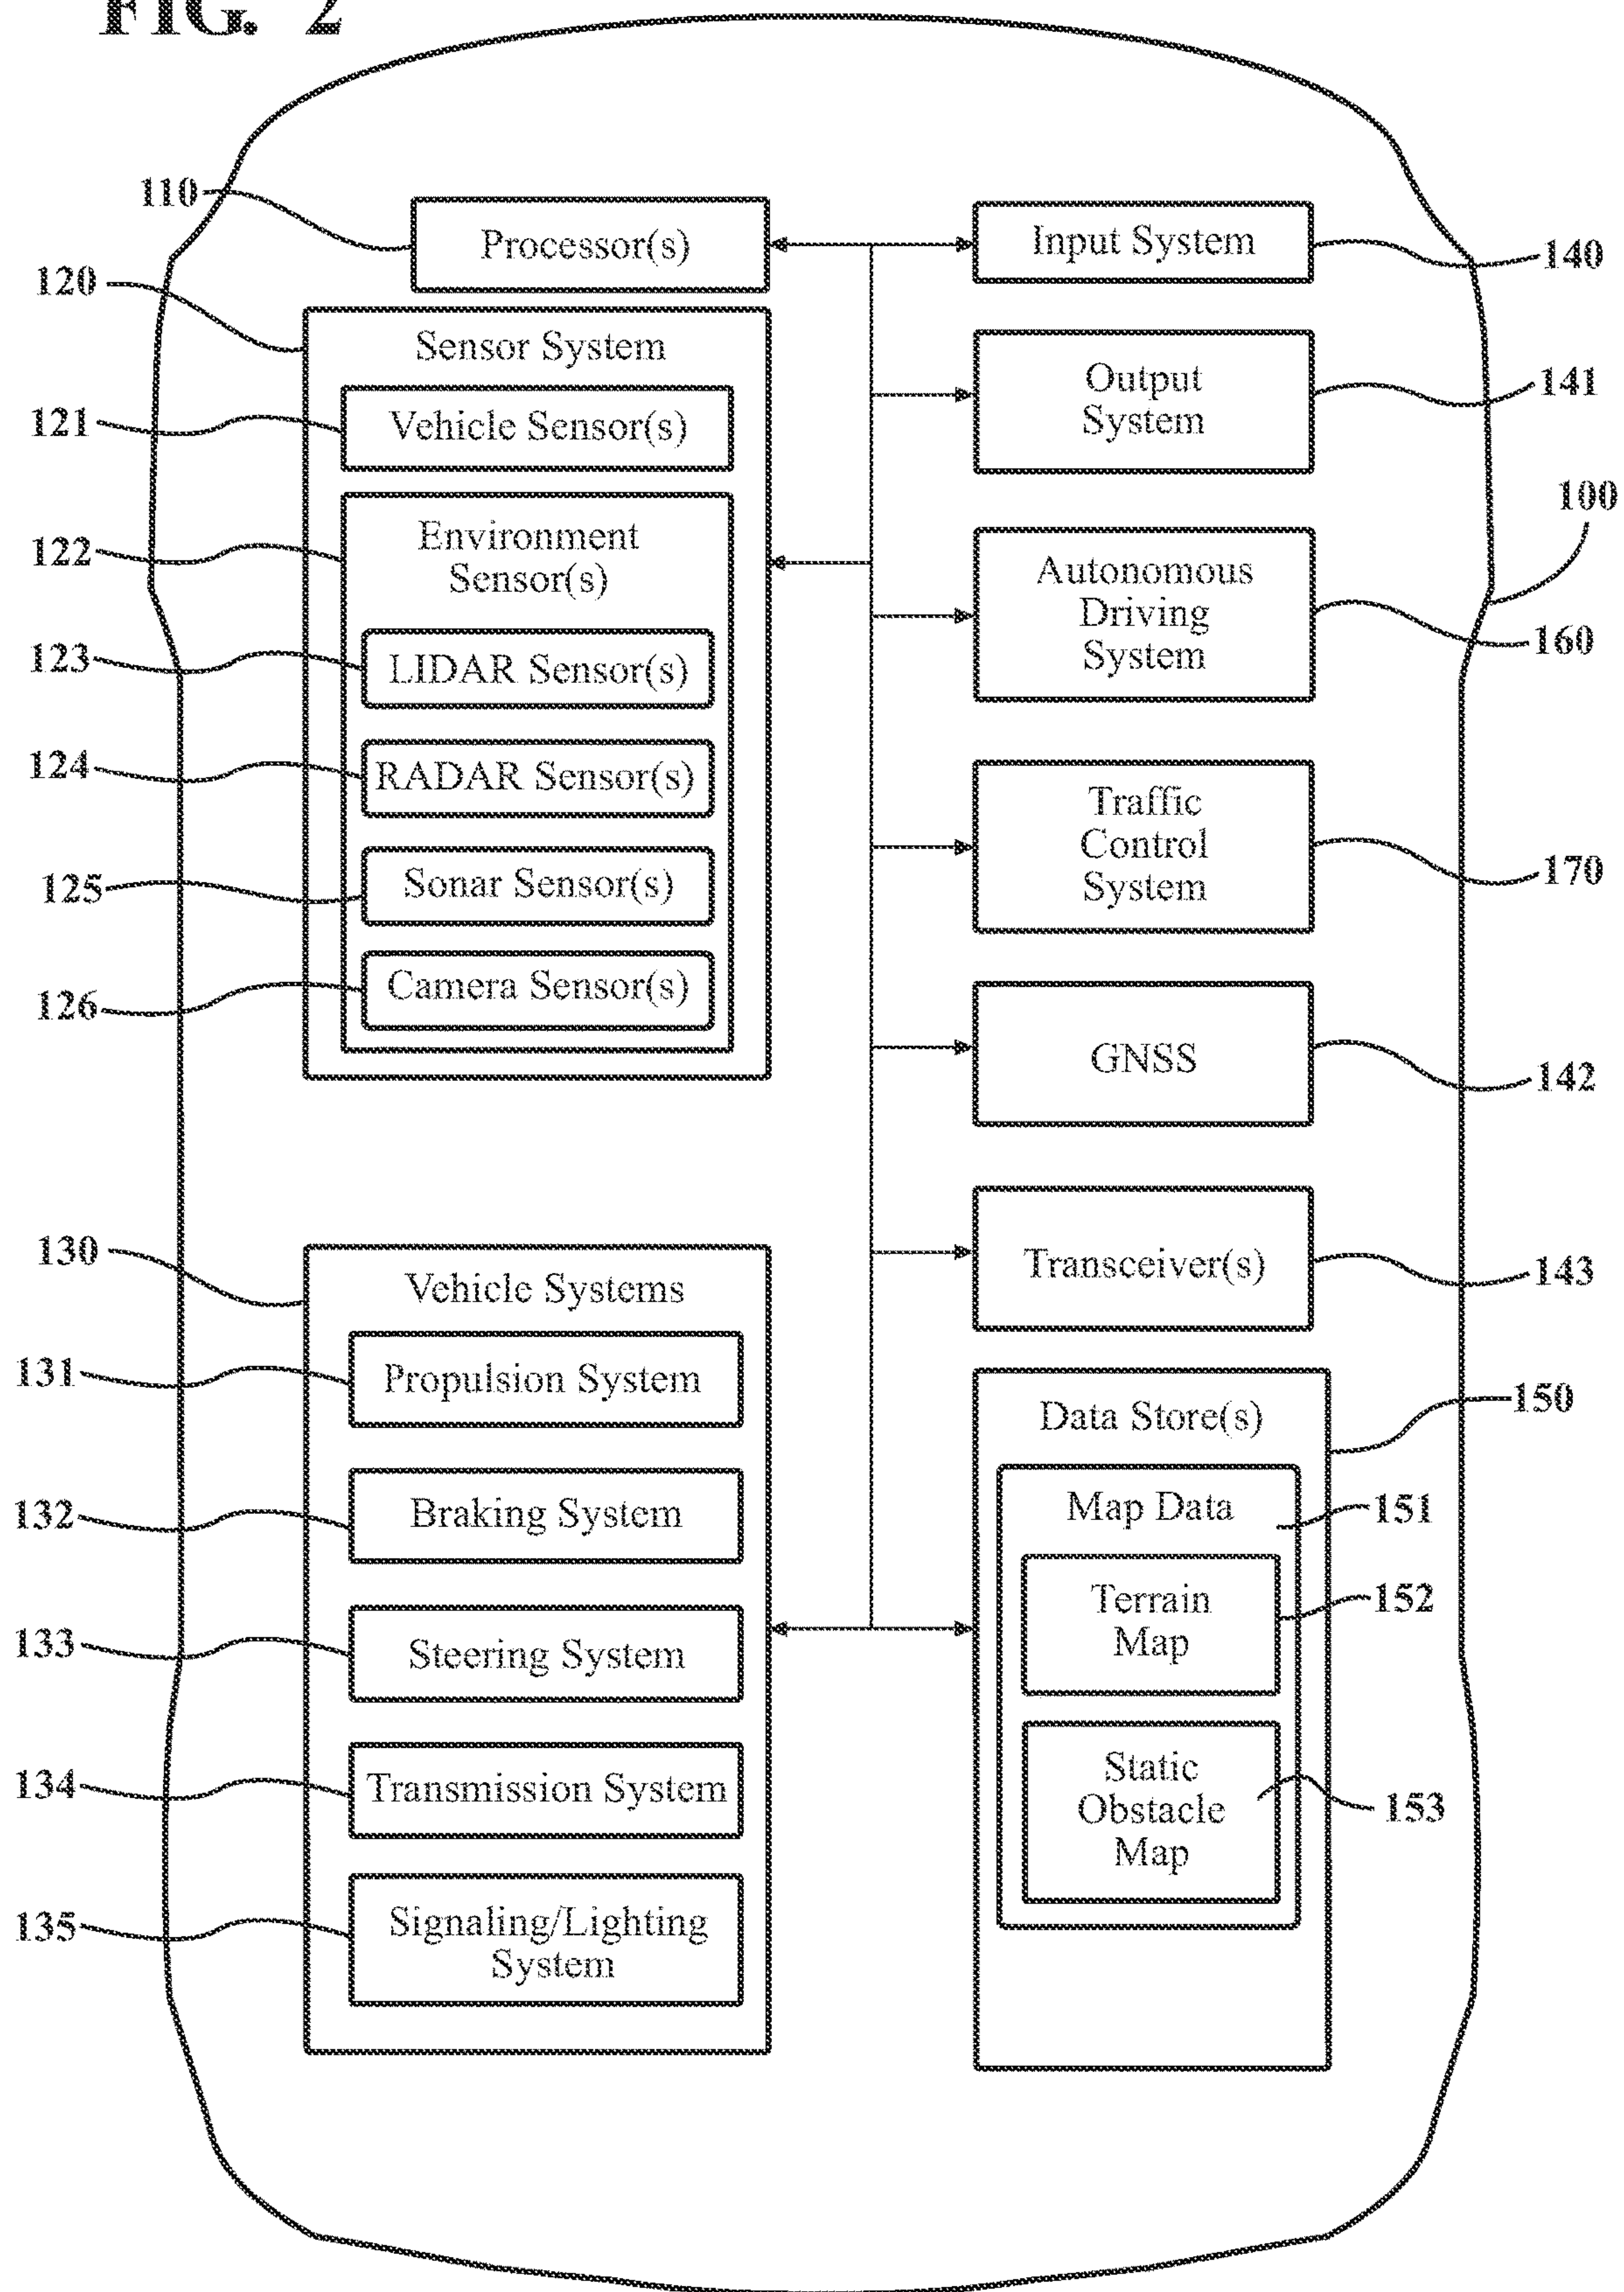 FIG. 2
110
Processor(s)
120
Sensor System
121
Vehicle Sensor(s)
122
Environment
Sensor(s)
123
LIDAR Sensor(s)
124
RADAR Sensor(s)
125
Sonar Sensor(s)
126
Camera Sensor(s)
130
Vehicle Systems
131
Propulsion System
132
Braking System
133
Steering System
134
Transmission System
135
Signaling/Lighting
System
Input System
140
Output
System
141
100
Autonomous
Driving
System
160
Traffic
Control
System
170
GNSS
142
Transceiver(s)
143
Data Store(s)
150
Map Data
151
Terrain
Map
152
Static
Obstacle
Map
153